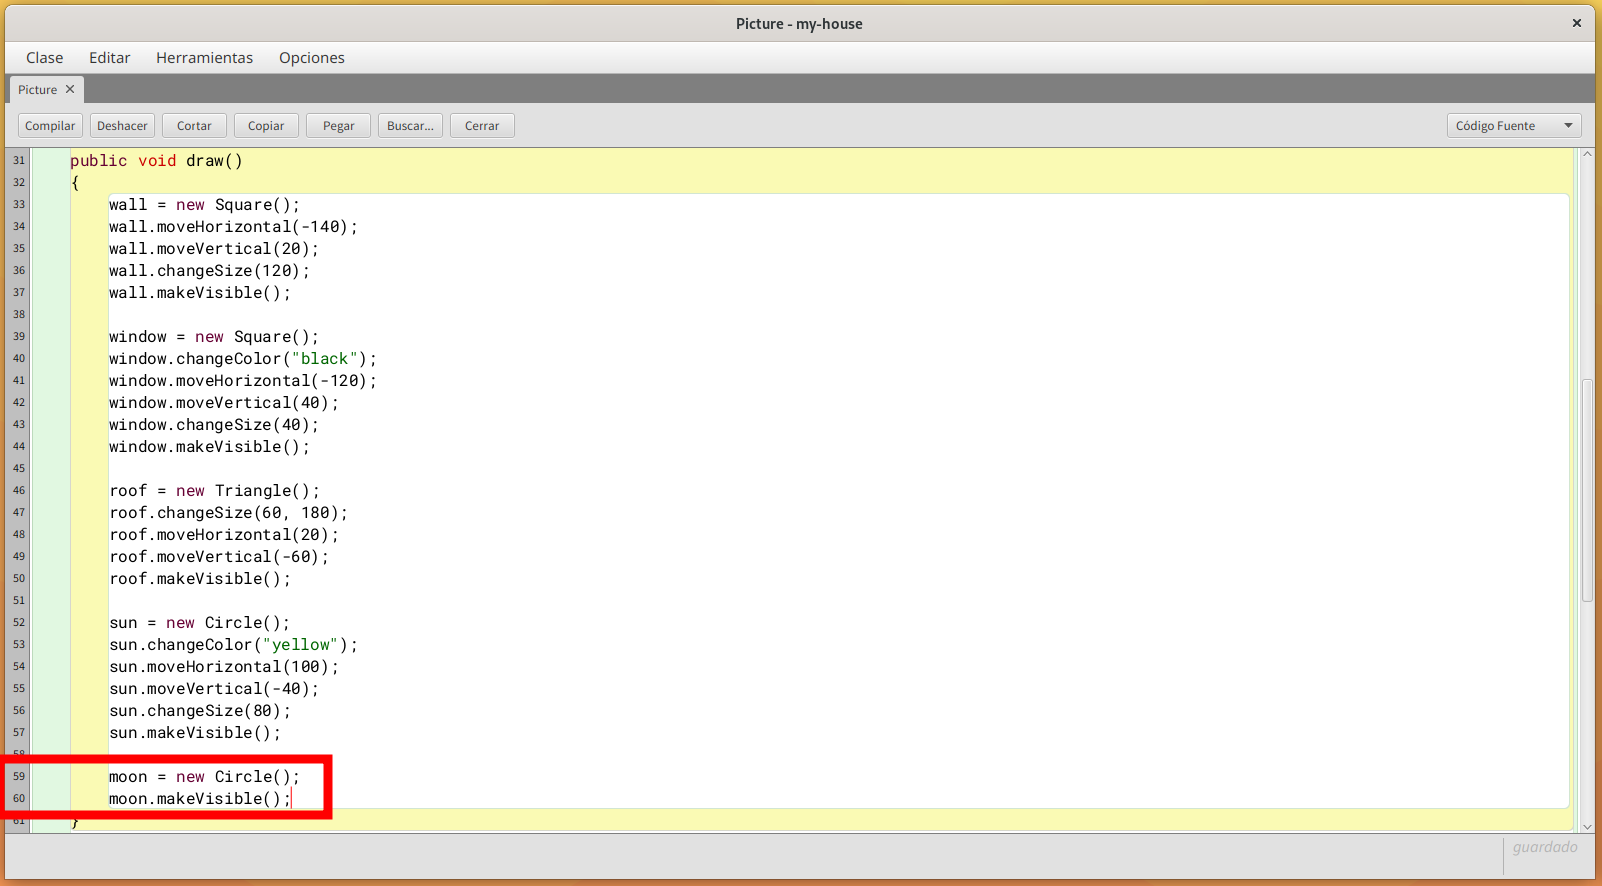 Picture - my-house
Clase Editar Herramientas Opciones
Picture
Compilar Deshacer Cortar Copiar Pegar Buscar... Cerrar Código Fuente
31 public void draw()
32 {
33 wall = new Square();
34 wall.moveHorizontal(-140);
35 wall.moveVertical(20);
36 wall.changeSize(120);
37 wall.makeVisible();
38
39 window = new Square();
40 window.changeColor("black");
41 window.moveHorizontal(-120);
42 window.moveVertical(40);
43 window.changeSize(40);
44 window.makeVisible();
45
46 roof = new Triangle();
47 roof.changeSize(60, 180);
48 roof.moveHorizontal(20);
49 roof.moveVertical(-60);
50 roof.makeVisible();
51
52 sun = new Circle();
53 sun.changeColor("yellow");
54 sun.moveHorizontal(100);
55 sun.moveVertical(-40);
56 sun.changeSize(80);
57 sun.makeVisible();
58
59 moon = new Circle();
60 moon.makeVisible();
61 }
guardado